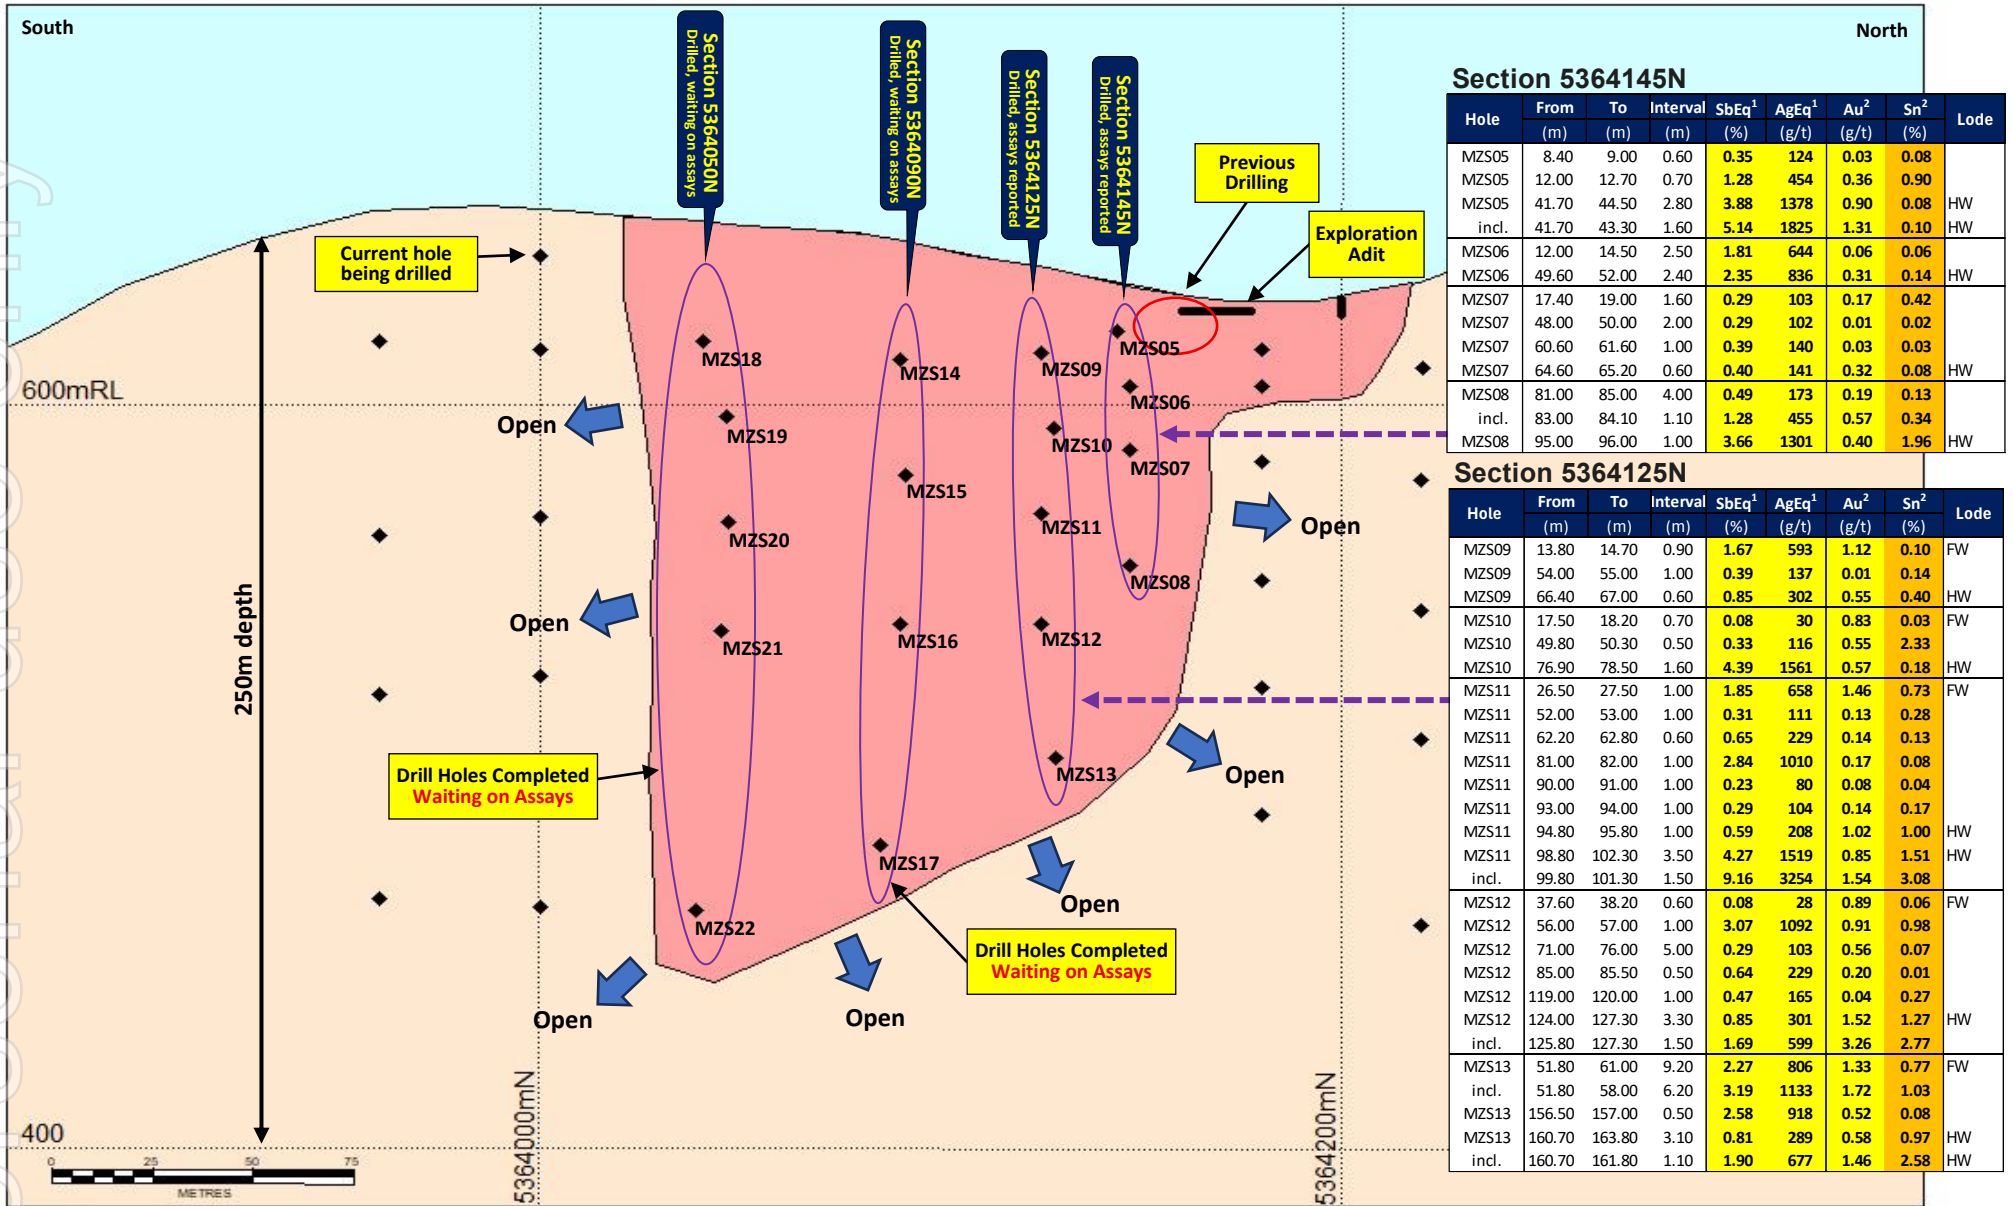 South
North
Section 5364050N
Drilled, waiting on assays
Section 5364090N
Drilled, waiting on assays
Section 5364125N
Drilled, assays reported
Section 5364145N
Drilled, assays reported
Previous
Drilling
Exploration
Adit
Current hole
being drilled
600mRL
400
250m depth
MZS18
MZS19
MZS20
MZS21
MZS22
MZS14
MZS15
MZS16
MZS17
MZS09
MZS10
MZS11
MZS12
MZS13
MZS05
MZS06
MZS07
MZS08
Open
Open
Open
Open
Open
Open
Open
Drill Holes Completed
Waiting on Assays
Drill Holes Completed
Waiting on Assays
5364000mN
5364200mN
0 25 50 75
METRES
Section 5364145N
Hole From To Interval SbEq1 AgEq1 Au2 Sn2 Lode
(m) (m) (m) (%) (g/t) (g/t) (%)
MZS05 8.40 9.00 0.60 0.35 124 0.03 0.08
MZS05 12.00 12.70 0.70 1.28 454 0.36 0.90
MZS05 41.70 44.50 2.80 3.88 1378 0.90 0.08 HW
incl. 41.70 43.30 1.60 5.14 1825 1.31 0.10 HW
MZS06 12.00 14.50 2.50 1.81 644 0.06 0.06
MZS06 49.60 52.00 2.40 2.35 836 0.31 0.14 HW
MZS07 17.40 19.00 1.60 0.29 103 0.17 0.42
MZS07 48.00 50.00 2.00 0.29 102 0.01 0.02
MZS07 60.60 61.60 1.00 0.39 140 0.03 0.03
MZS07 64.60 65.20 0.60 0.40 141 0.32 0.08 HW
MZS08 81.00 85.00 4.00 0.49 173 0.19 0.13
incl. 83.00 84.10 1.10 1.28 455 0.57 0.34
MZS08 95.00 96.00 1.00 3.66 1301 0.40 1.96 HW
Section 5364125N
Hole From To Interval SbEq1 AgEq1 Au2 Sn2 Lode
(m) (m) (m) (%) (g/t) (g/t) (%)
MZS09 13.80 14.70 0.90 1.67 593 1.12 0.10 FW
MZS09 54.00 55.00 1.00 0.39 137 0.01 0.14
MZS09 66.40 67.00 0.60 0.85 302 0.55 0.40 HW
MZS10 17.50 18.20 0.70 0.08 30 0.83 0.03 FW
MZS10 49.80 50.30 0.50 0.33 116 0.55 2.33
MZS10 76.90 78.50 1.60 4.39 1561 0.57 0.18 HW
MZS11 26.50 27.50 1.00 1.85 658 1.46 0.73 FW
MZS11 52.00 53.00 1.00 0.31 111 0.13 0.28
MZS11 62.20 62.80 0.60 0.65 229 0.14 0.13
MZS11 81.00 82.00 1.00 2.84 1010 0.17 0.08
MZS11 90.00 91.00 1.00 0.23 80 0.08 0.04
MZS11 93.00 94.00 1.00 0.29 104 0.14 0.17
MZS11 94.80 95.80 1.00 0.59 208 1.02 1.00 HW
MZS11 98.80 102.30 3.50 4.27 1519 0.85 1.51 HW
incl. 99.80 101.30 1.50 9.16 3254 1.54 3.08
MZS12 37.60 38.20 0.60 0.08 28 0.89 0.06 FW
MZS12 56.00 57.00 1.00 3.07 1092 0.91 0.98
MZS12 71.00 76.00 5.00 0.29 103 0.56 0.07
MZS12 85.00 85.50 0.50 0.64 229 0.20 0.01
MZS12 119.00 120.00 1.00 0.47 165 0.04 0.27
MZS12 124.00 127.30 3.30 0.85 301 1.52 1.27 HW
incl. 125.80 127.30 1.50 1.69 599 3.26 2.77
MZS13 51.80 61.00 9.20 2.27 806 1.33 0.77 FW
incl. 51.80 58.00 6.20 3.19 1133 1.72 1.03
MZS13 156.50 157.00 0.50 2.58 918 0.52 0.08
MZS13 160.70 163.80 3.10 0.81 289 0.58 0.97 HW
incl. 160.70 161.80 1.10 1.90 677 1.46 2.58 HW